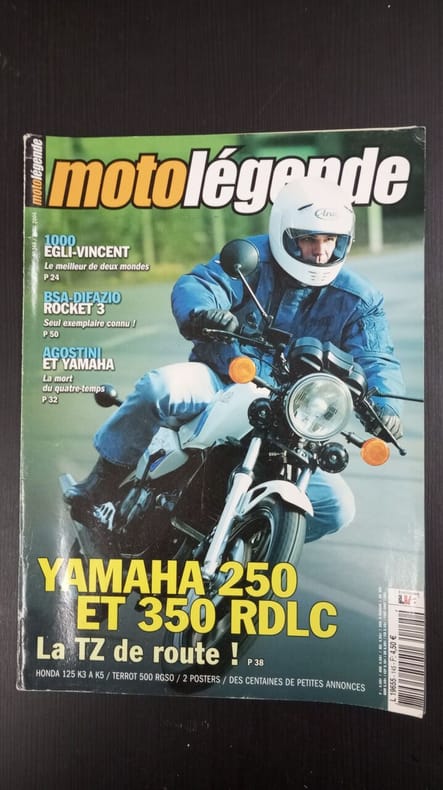 motolégende
motolégende
1000
EGLI-VINCENT
Le meilleur de deux mondes
P 24
BSA-DIFAZIO
ROCKET 3
Seul exemplaire connu !
P 50
AGOSTINI
ET YAMAHA
La mort
du quatre-temps
P 32
Arai
YAMAHA 250
ET 350 RDLC
La TZ de route ! P 38
HONDA 125 K3 A K5 / TERROT 500 RGSO / 2 POSTERS / DES CENTAINES DE PETITES ANNONCES